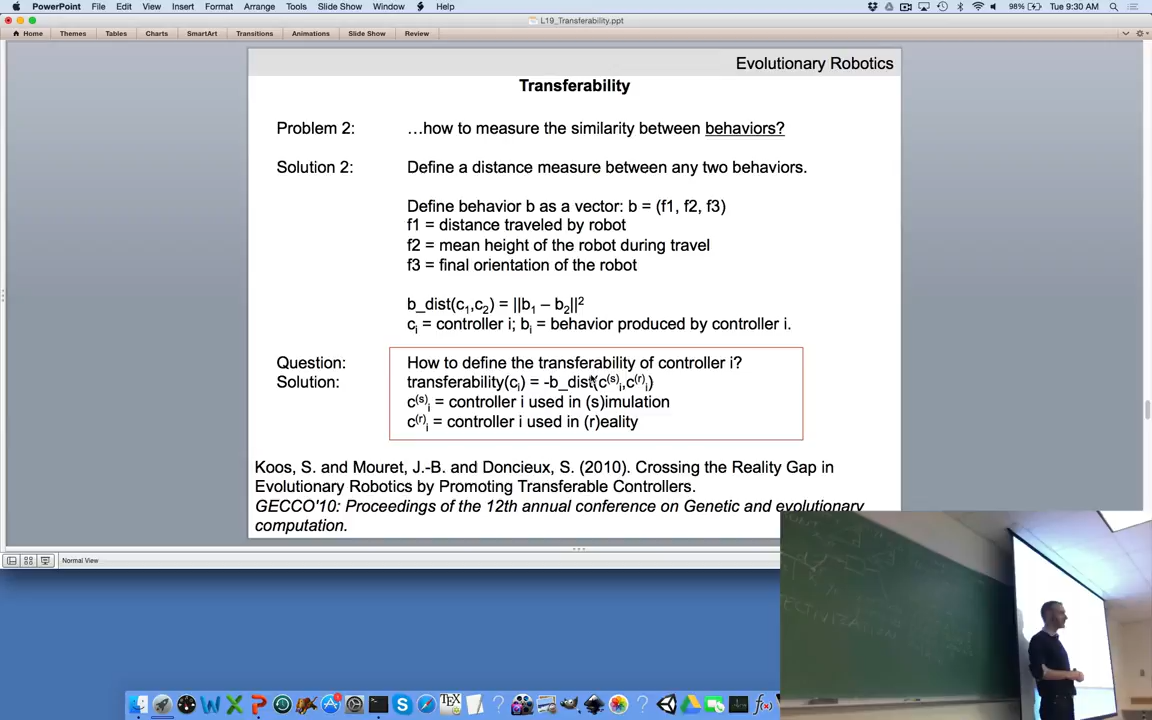 PowerPoint File Edit View Insert Format Arrange Tools Slide Show Window Help 98% Tue 9:30 AM
L19_Transferability.ppt
Home Themes Tables Charts SmartArt Transitions Animations Slide Show Review
Evolutionary Robotics
Transferability
Problem 2: …how to measure the similarity between behaviors?
Solution 2: Define a distance measure between any two behaviors.
Define behavior b as a vector: b = (f1, f2, f3)
f1 = distance traveled by robot
f2 = mean height of the robot during travel
f3 = final orientation of the robot
b_dist(c₁,c₂) = ||b₁ – b₂||²
cᵢ = controller i; bᵢ = behavior produced by controller i.
Question: How to define the transferability of controller i?
Solution: transferability(cᵢ) = -b_dist(c⁽ˢ⁾ᵢ,c⁽ʳ⁾ᵢ)
c⁽ˢ⁾ᵢ = controller i used in (s)imulation
c⁽ʳ⁾ᵢ = controller i used in (r)eality
Koos, S. and Mouret, J.-B. and Doncieux, S. (2010). Crossing the Reality Gap in
Evolutionary Robotics by Promoting Transferable Controllers.
GECCO'10: Proceedings of the 12th annual conference on Genetic and evolutionary
computation.
Normal View